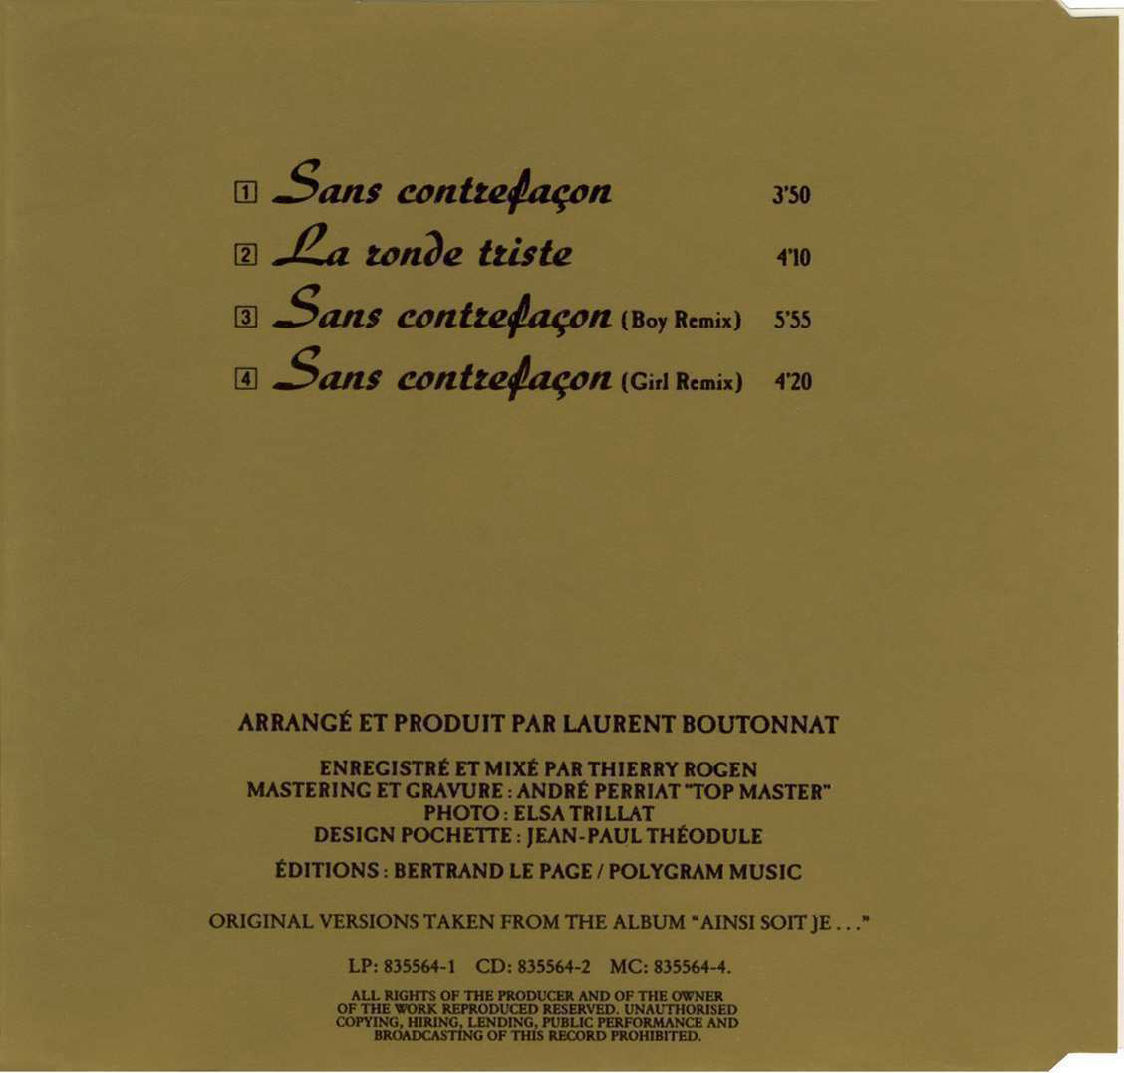 1 Sans contrefaçon 3'50
2 La ronde triste 4'10
3 Sans contrefaçon (Boy Remix) 5'55
4 Sans contrefaçon (Girl Remix) 4'20
ARRANGÉ ET PRODUIT PAR LAURENT BOUTONNAT
ENREGISTRÉ ET MIXÉ PAR THIERRY ROGEN
MASTERING ET GRAVURE : ANDRÉ PERRIAT "TOP MASTER"
PHOTO : ELSA TRILLAT
DESIGN POCHETTE : JEAN-PAUL THÉODULE
ÉDITIONS : BERTRAND LE PAGE / POLYGRAM MUSIC
ORIGINAL VERSIONS TAKEN FROM THE ALBUM "AINSI SOIT JE . . ."
LP: 835564-1 CD: 835564-2 MC: 835564-4.
ALL RIGHTS OF THE PRODUCER AND OF THE OWNER
OF THE WORK REPRODUCED RESERVED. UNAUTHORISED
COPYING, HIRING, LENDING, PUBLIC PERFORMANCE AND
BROADCASTING OF THIS RECORD PROHIBITED.